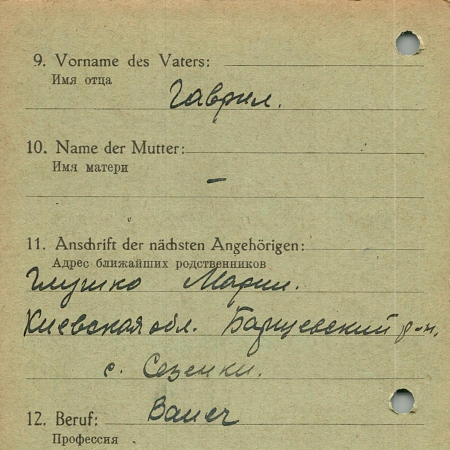 9. Vorname des Vaters:
Имя отца
Гаврил.
10. Name der Mutter:
Имя матери
–
11. Anschrift der nächsten Angehörigen:
Адрес ближайших родственников
Глушко Марии.
Киевская обл. Барышевский р-н,
с. Сезенки.
12. Beruf: Bauer
Профессия